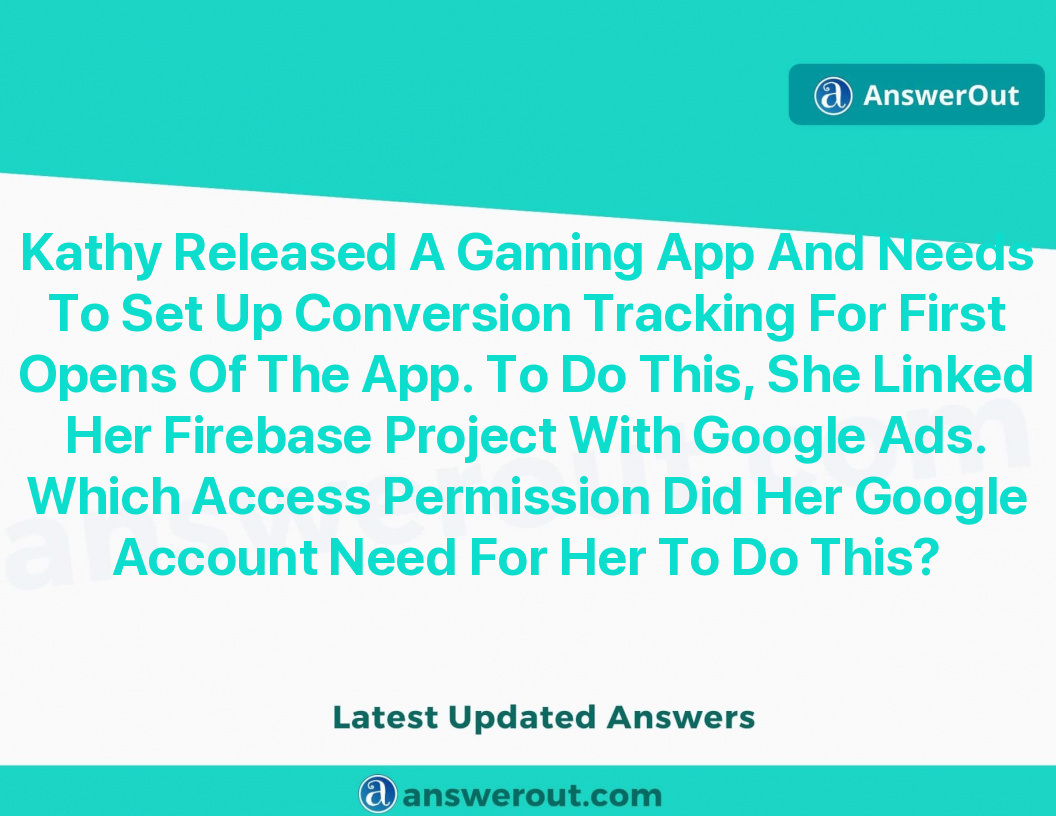 AnswerOut
Kathy Released A Gaming App And Needs
To Set Up Conversion Tracking For First
Opens Of The App. To Do This, She Linked
Her Firebase Project With Google Ads.
Which Access Permission Did Her Google
Account Need For Her To Do This?
answerout.com
Latest Updated Answers
answerout.com